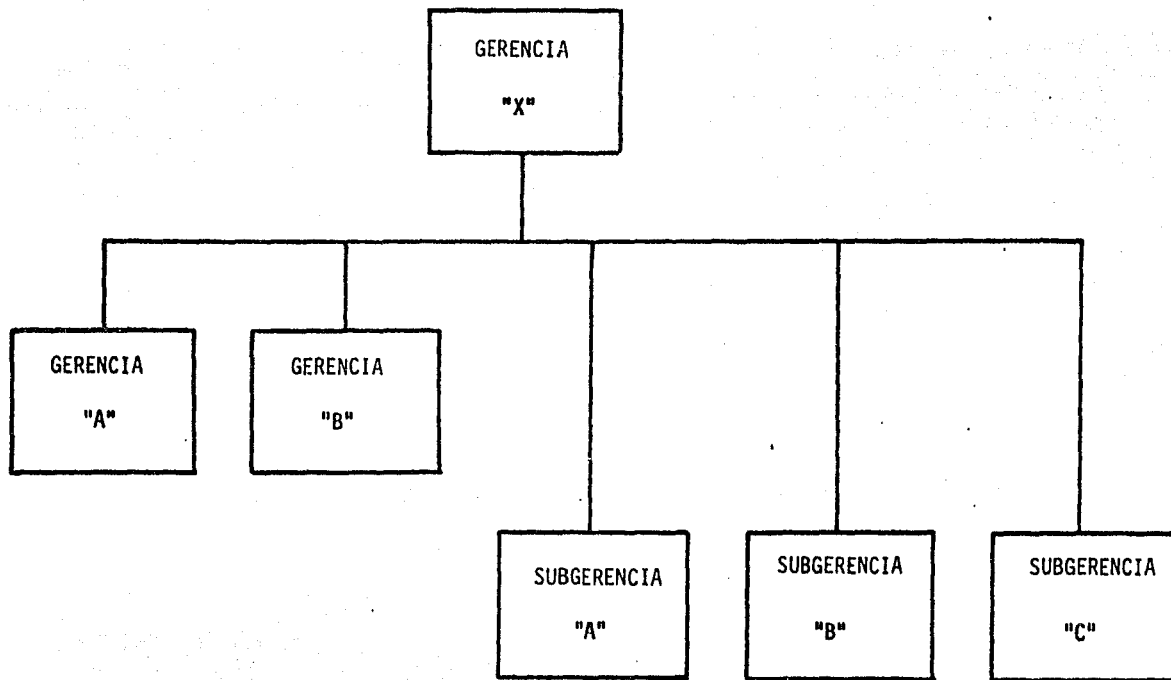 GERENCIA
"X"
GERENCIA
"A"
GERENCIA
"B"
SUBGERENCIA
"A"
SUBGERENCIA
"B"
SUBGERENCIA
"C"